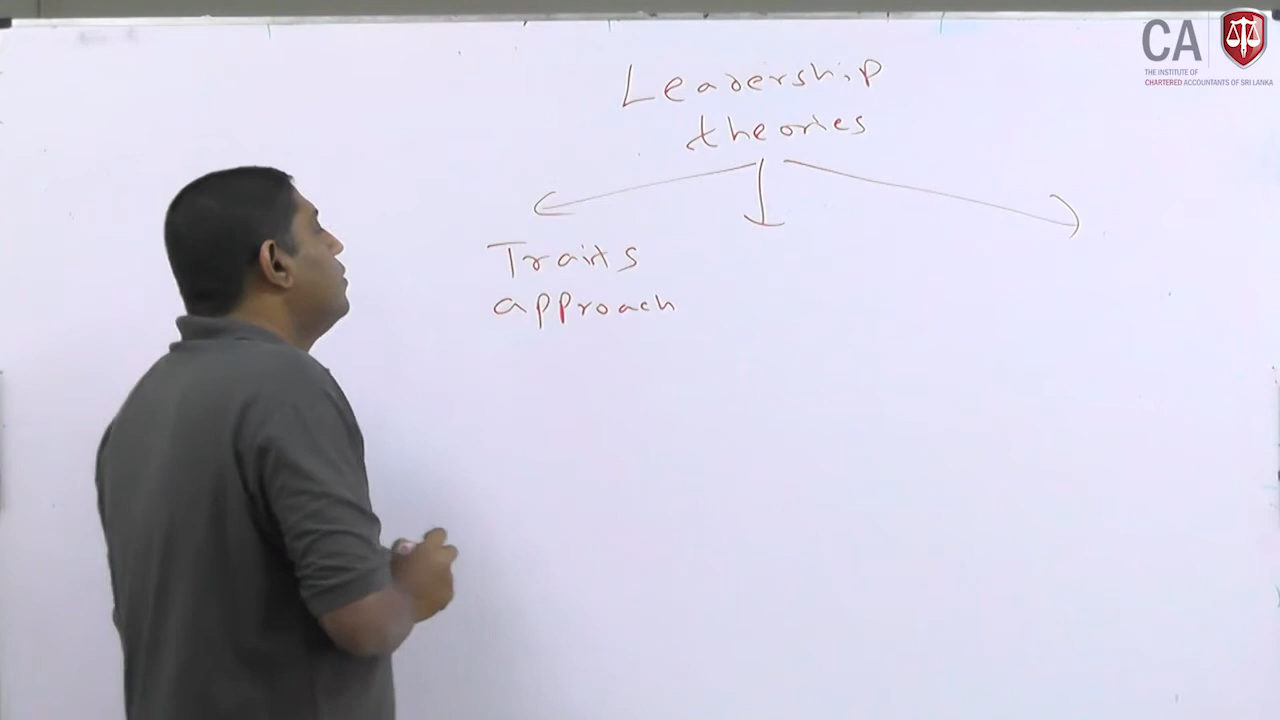 CA
THE INSTITUTE OF
CHARTERED ACCOUNTANTS OF SRI LANKA
Leadership
theories
Traits
approach